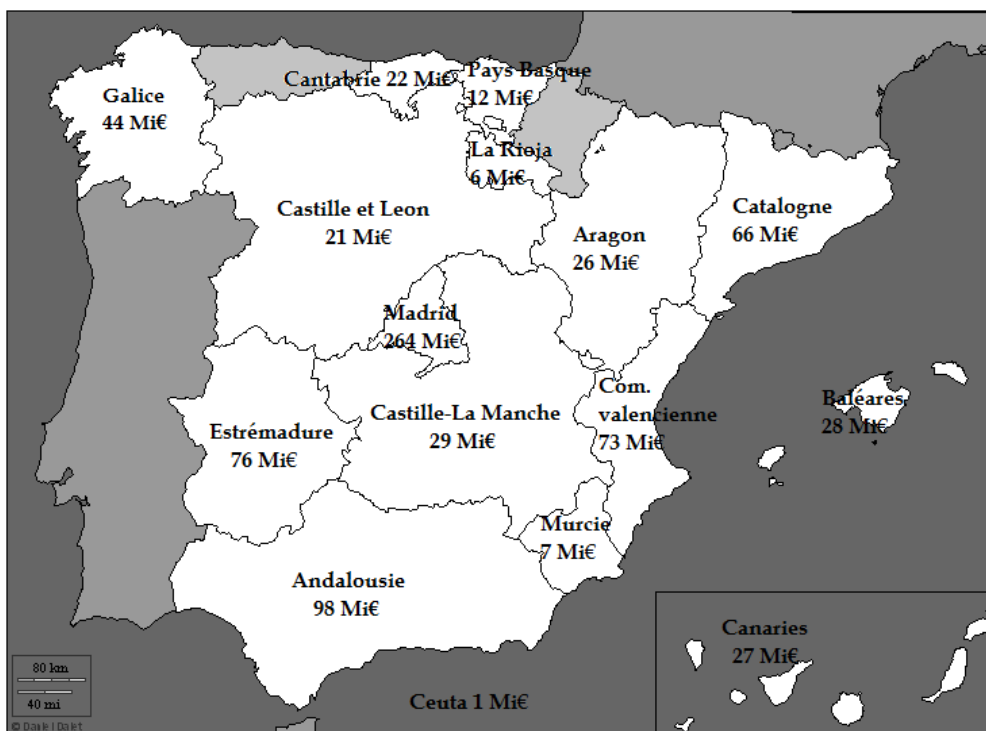 Galice
44 Mi€
Cantabrie 22 Mi€
Pays Basque
12 Mi€
La Rioja
6 Mi€
Castille et Leon
21 Mi€
Aragon
26 Mi€
Catalogne
66 Mi€
Madrid
264 Mi€
Estrémadure
76 Mi€
Castille-La Manche
29 Mi€
Com.
valencienne
73 Mi€
Baléares
28 Mi€
Murcie
7 Mi€
Andalousie
98 Mi€
Canaries
27 Mi€
Ceuta 1 Mi€
80 km
40 mi
© Daniel Dalet